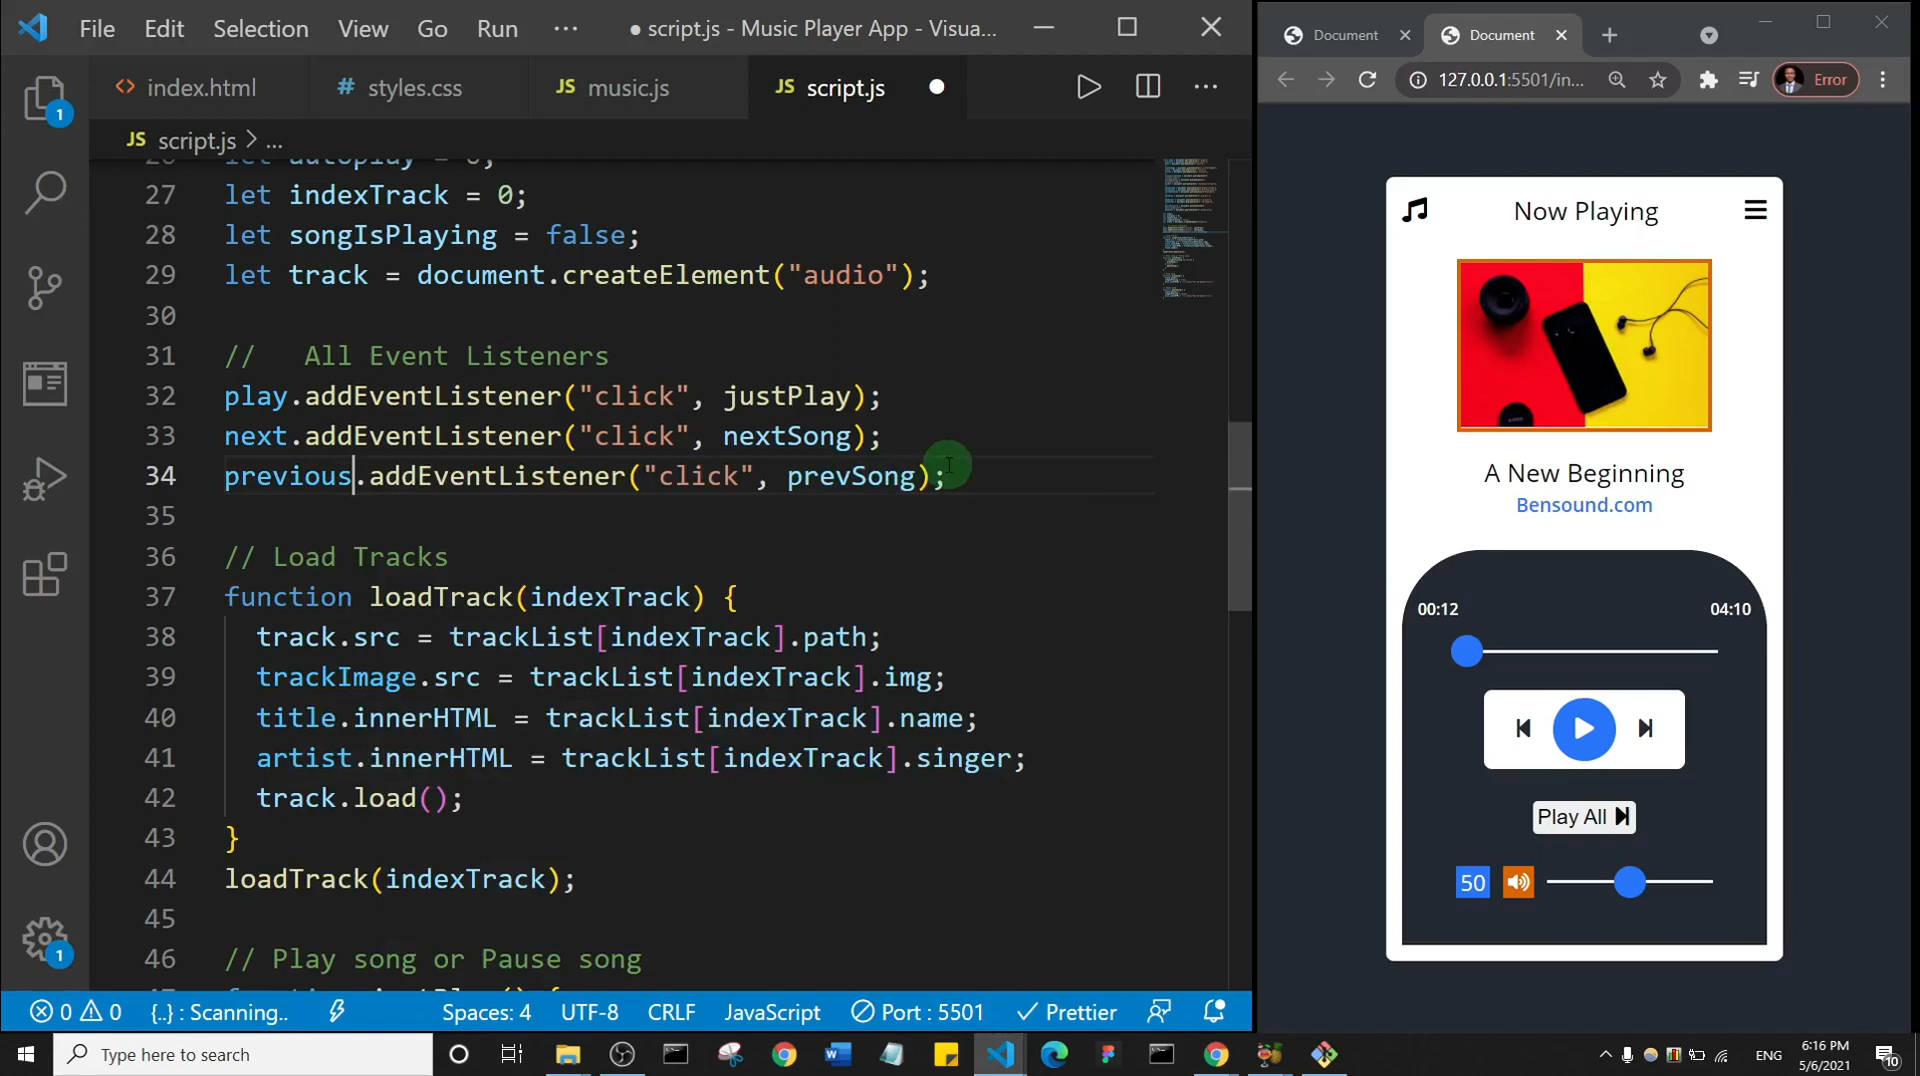 File Edit Selection View Go Run ··· ● script.js - Music Player App - Visua...
index.html
# styles.css
JS music.js
JS script.js ●
JS script.js > ...
27 let indexTrack = 0;
28 let songIsPlaying = false;
29 let track = document.createElement("audio");
30
31 //   All Event Listeners
32 play.addEventListener("click", justPlay);
33 next.addEventListener("click", nextSong);
34 previous.addEventListener("click", prevSong);
35
36 // Load Tracks
37 function loadTrack(indexTrack) {
38 track.src = trackList[indexTrack].path;
39 trackImage.src = trackList[indexTrack].img;
40 title.innerHTML = trackList[indexTrack].name;
41 artist.innerHTML = trackList[indexTrack].singer;
42 track.load();
43 }
44 loadTrack(indexTrack);
45
46 // Play song or Pause song
1
1
0 0 {..} : Scanning.. Spaces: 4 UTF-8 CRLF JavaScript Port : 5501 Prettier
Document
Document
127.0.0.1:5501/in...
Error
Now Playing
A New Beginning
Bensound.com
00:12
04:10
Play All
50
Type here to search
ENG
6:16 PM
5/6/2021
10